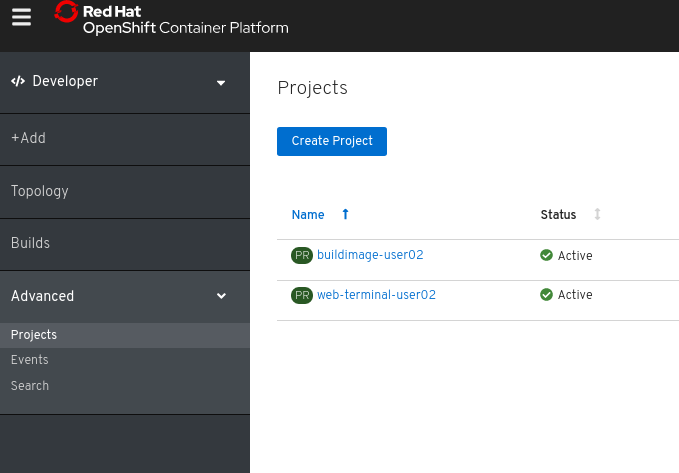 Red Hat
OpenShift Container Platform
Developer
+Add
Topology
Builds
Advanced
Projects
Events
Search
Projects
Create Project
Name Status
PR buildimage-user02 Active
PR web-terminal-user02 Active